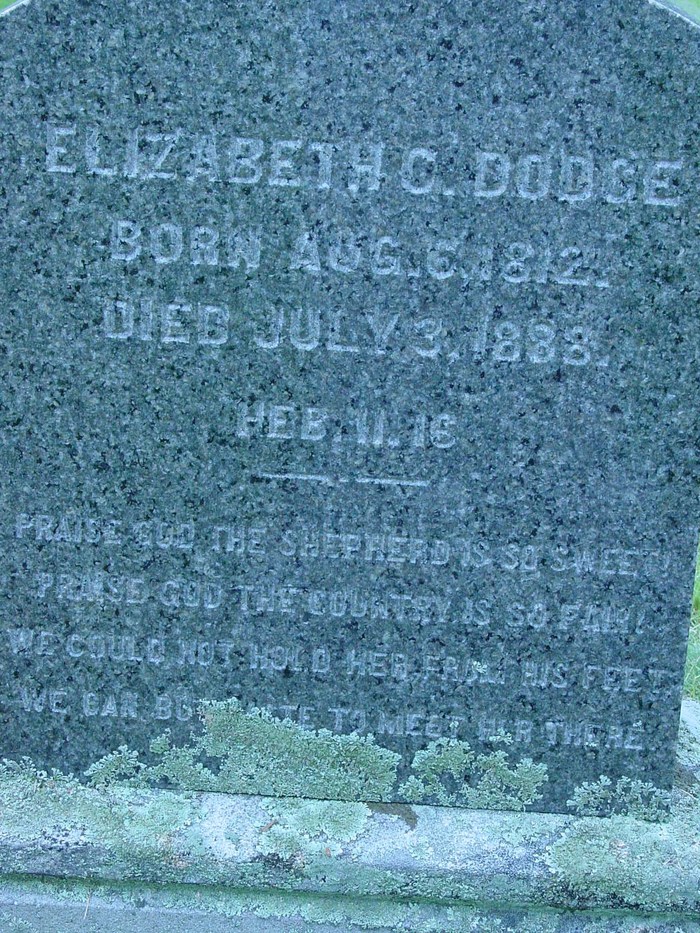 ELIZABETH C. DODGE
BORN AUG. 6. 1812.
DIED JULY 3. 1888.
HEB. 11. 16
PRAISE GOD THE SHEPHERD IS SO SWEET!
PRAISE GOD THE COUNTRY IS SO FAIR!
WE COULD NOT HOLD HER FROM HIS FEET.
WE CAN BUT TO MEET HER THERE.